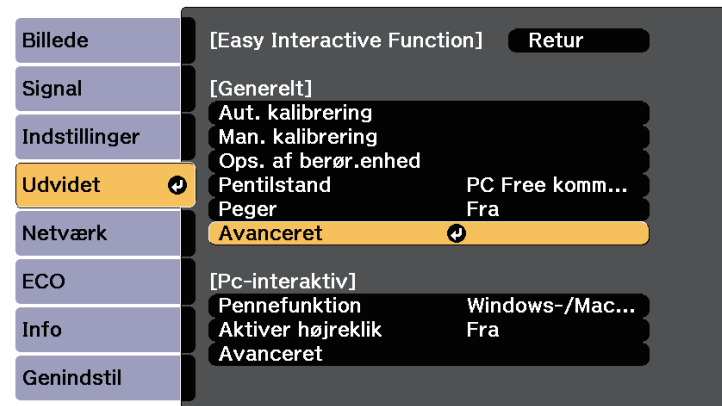 Billede
Signal
Indstillinger
Udvidet
Netværk
ECO
Info
Genindstil
[Easy Interactive Function] Retur
[Generelt]
Aut. kalibrering
Man. kalibrering
Ops. af berør.enhed
Pentilstand PC Free komm...
Peger Fra
Avanceret
[Pc-interaktiv]
Pennefunktion Windows-/Mac...
Aktiver højreklik Fra
Avanceret